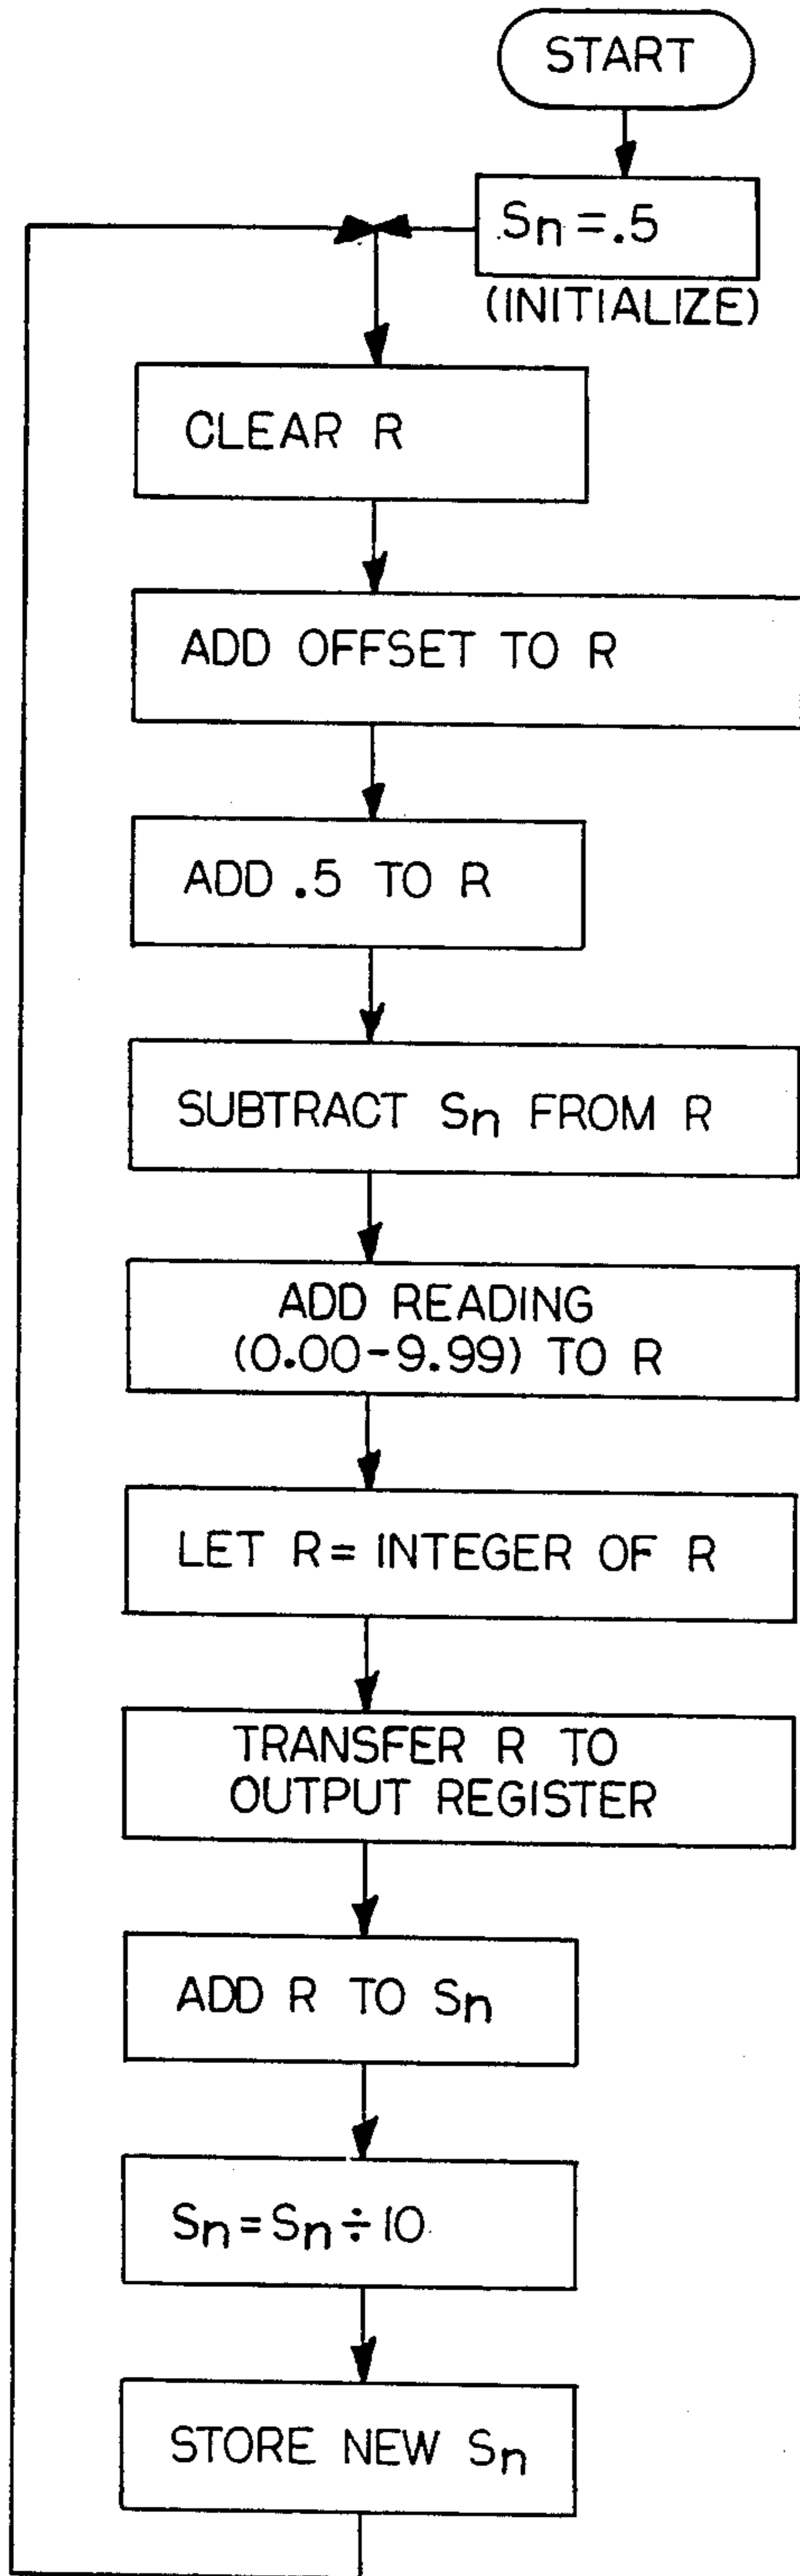 START
Sn = .5
(INITIALIZE)
CLEAR R
ADD OFFSET TO R
ADD .5 TO R
SUBTRACT Sn FROM R
ADD READING
(0.00-9.99) TO R
LET R = INTEGER OF R
TRANSFER R TO
OUTPUT REGISTER
ADD R TO Sn
Sn = Sn ÷ 10
STORE NEW Sn